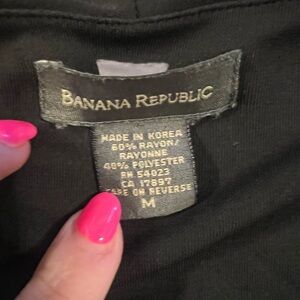 BANANA REPUBLIC
MADE IN KOREA
60% RAYON/
RAYONNE
40% POLYESTER
RN 54023
CA 17897
CARE ON REVERSE
M